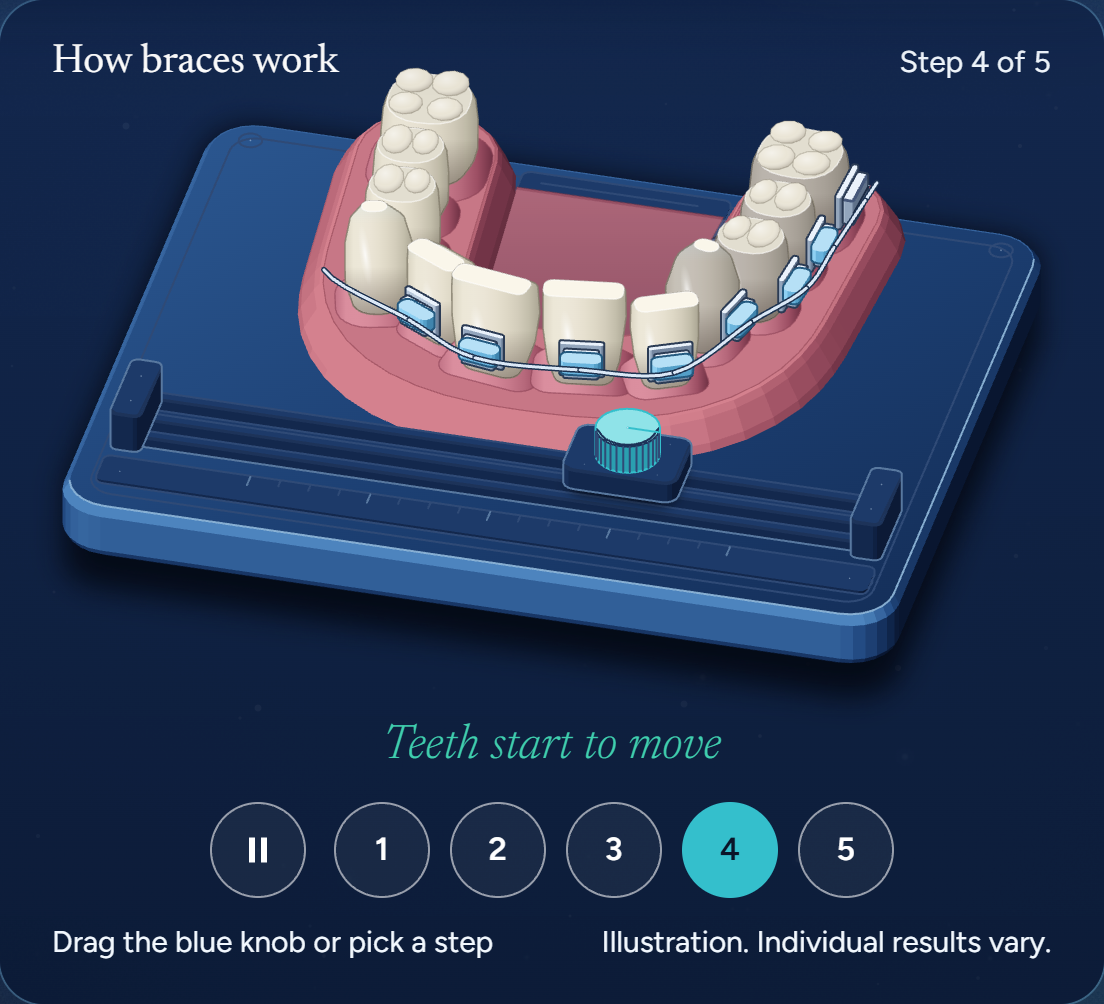 How braces work
Step 4 of 5
Teeth start to move
1
2
3
4
5
Drag the blue knob or pick a step
Illustration. Individual results vary.